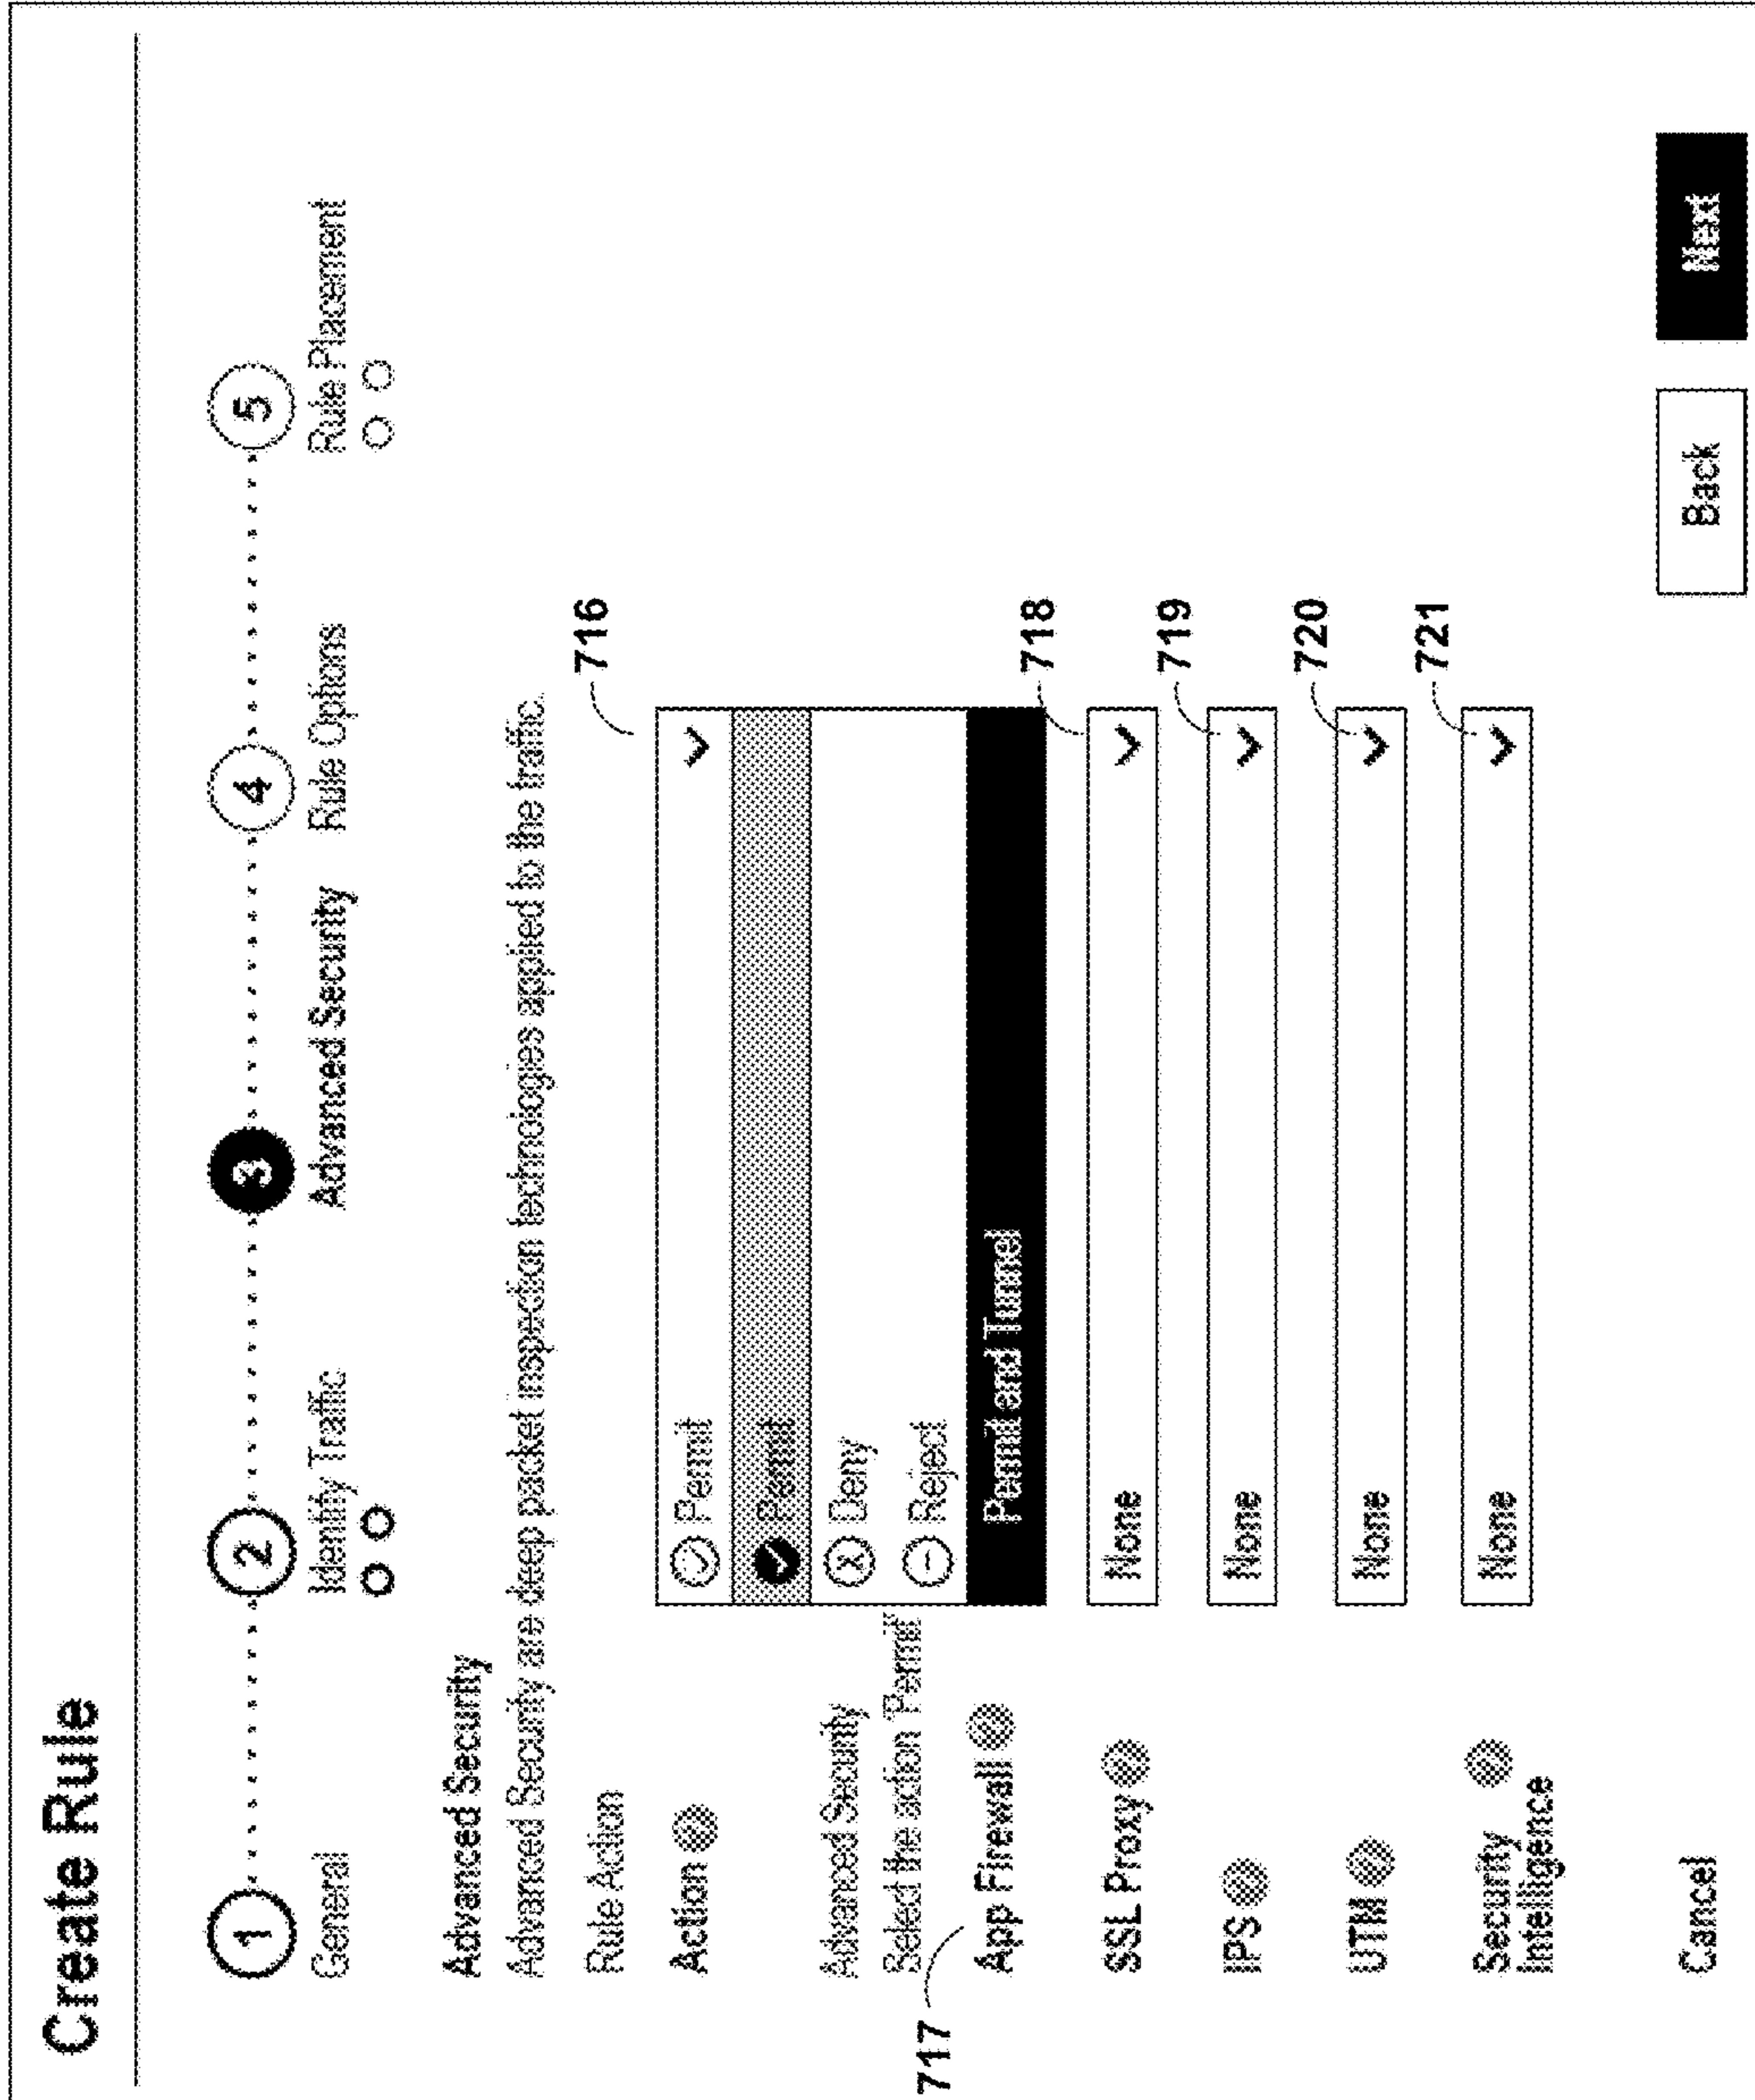 Create Rule
1 2 3 4 5
General Identity Traffic Advanced Security Rule Options Rule Placement
Advanced Security
Advanced Security are deep packet inspection technologies applied to the traffic.
Rule Action
716
Action Permit
Permit
Advanced Security Deny
Select the action 'Permit' Reject
717
App Firewall Permit and Tunnel
718
SSL Proxy None
719
IPS None
720
UTM None
721
Security None
Intelligence
Cancel Back Next